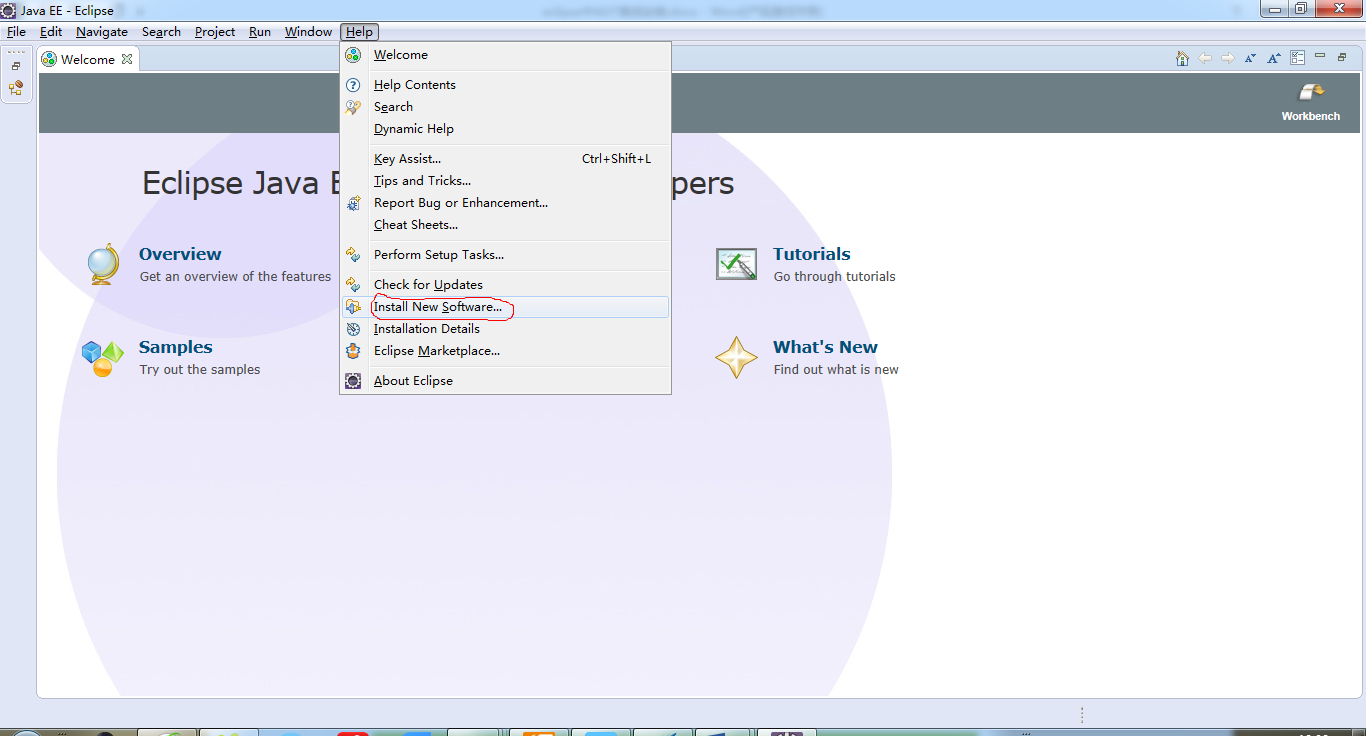 Java EE - Eclipse
File Edit Navigate Search Project Run Window Help
Welcome
Workbench
Eclipse Java E
pers
Overview
Get an overview of the features
Samples
Try out the samples
Tutorials
Go through tutorials
What's New
Find out what is new
Welcome
Help Contents
Search
Dynamic Help
Key Assist... Ctrl+Shift+L
Tips and Tricks...
Report Bug or Enhancement...
Cheat Sheets...
Perform Setup Tasks...
Check for Updates
Install New Software...
Installation Details
Eclipse Marketplace...
About Eclipse